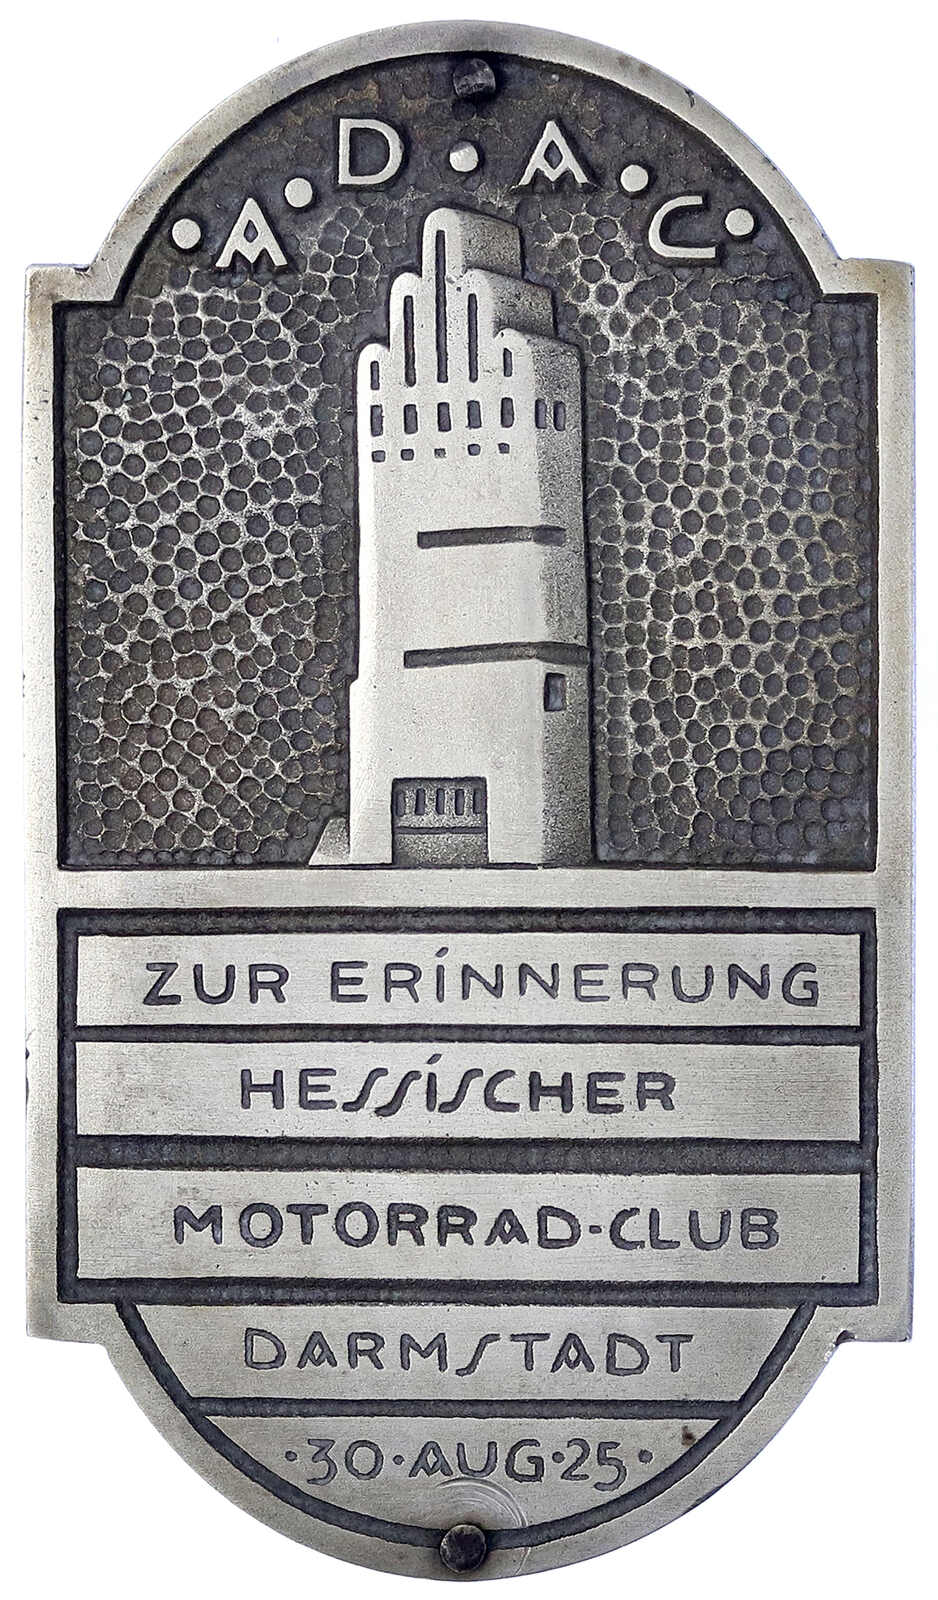 ·A·D·A·C·
ZUR ERINNERUNG
HESSISCHER
MOTORRAD-CLUB
DARMSTADT
·30·AUG·25·